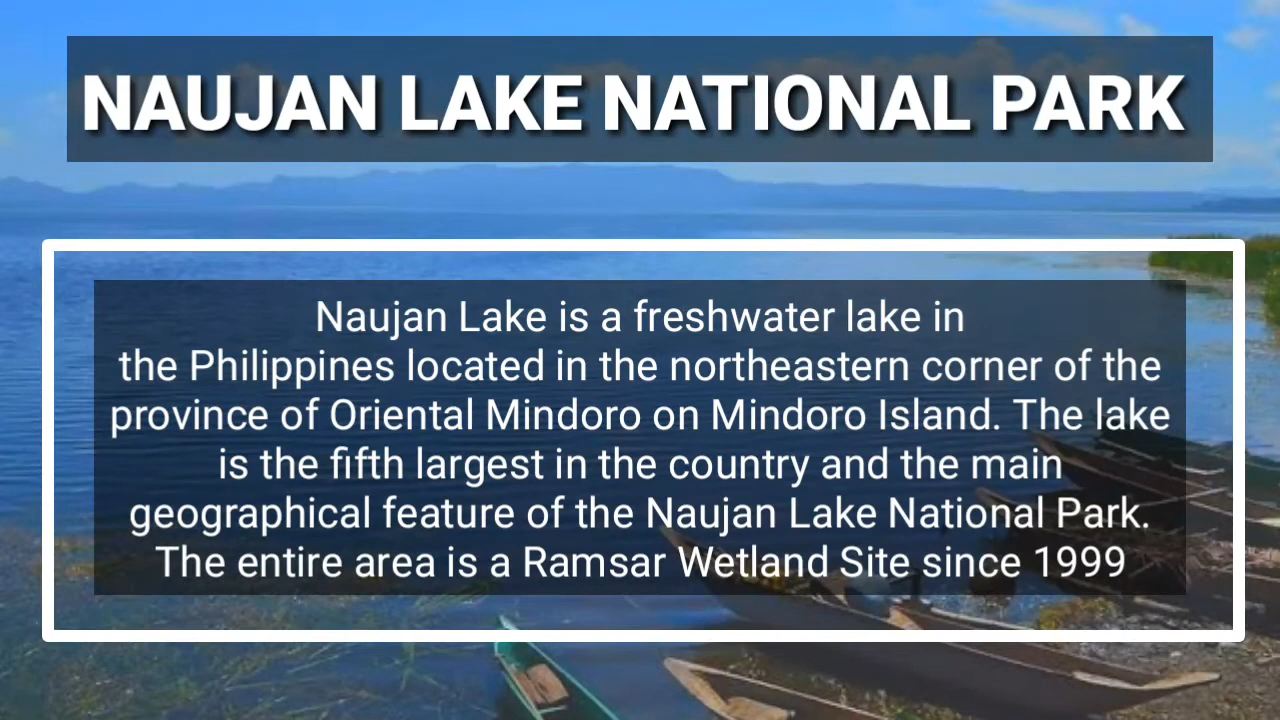 NAUJAN LAKE NATIONAL PARK
Naujan Lake is a freshwater lake in
the Philippines located in the northeastern corner of the
province of Oriental Mindoro on Mindoro Island. The lake
is the fifth largest in the country and the main
geographical feature of the Naujan Lake National Park.
The entire area is a Ramsar Wetland Site since 1999